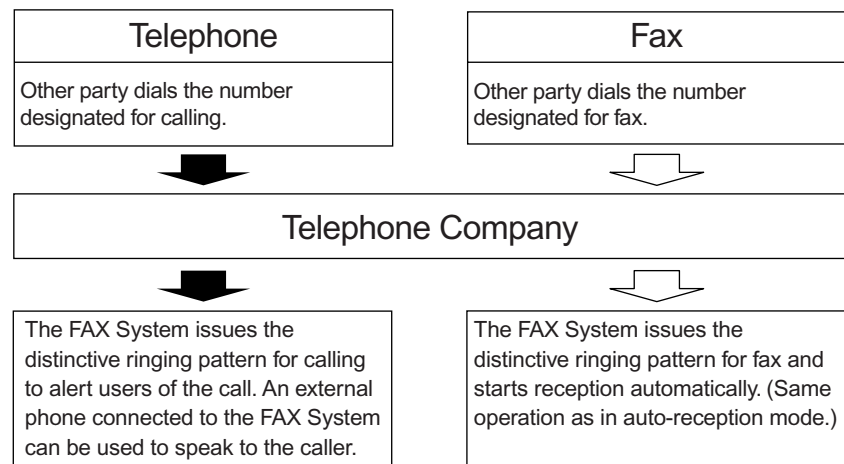 Telephone
Other party dials the number
designated for calling.
Fax
Other party dials the number
designated for fax.
Telephone Company
The FAX System issues the
distinctive ringing pattern for calling
to alert users of the call. An external
phone connected to the FAX System
can be used to speak to the caller.
The FAX System issues the
distinctive ringing pattern for fax and
starts reception automatically. (Same
operation as in auto-reception mode.)